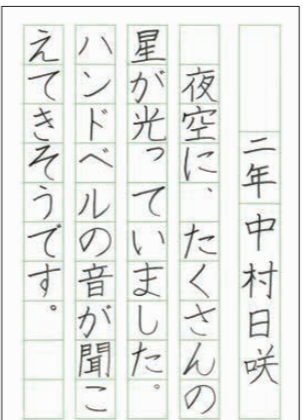 二年中村日咲
夜空に、たくさんの
星が光っていました。
ハンドベルの音が聞こ
えてきそうです。